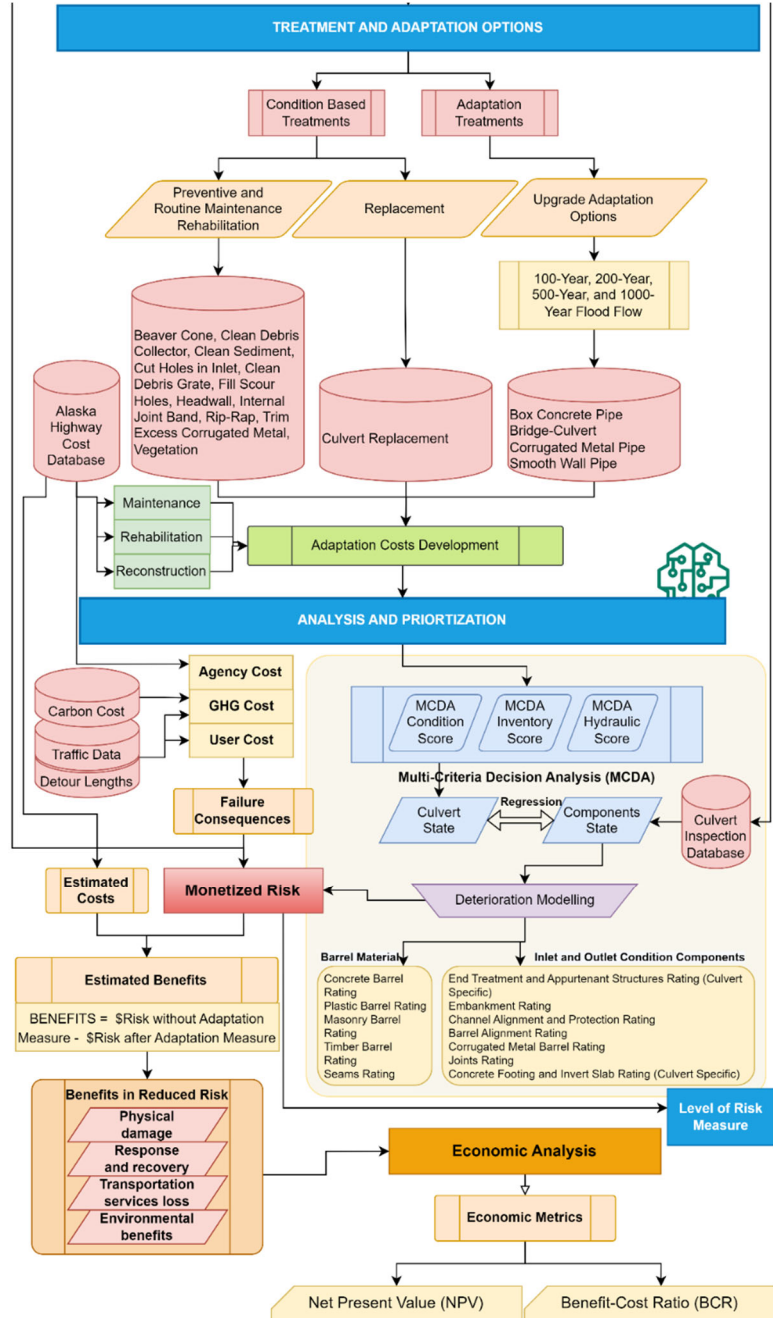 TREATMENT AND ADAPTATION OPTIONS
Condition Based
Treatments
Adaptation
Treatments
Preventive and
Routine Maintenance
Rehabilitation
Replacement
Upgrade Adaptation
Options
100-Year, 200-Year,
500-Year, and 1000-
Year Flood Flow
Alaska
Highway
Cost
Database
Beaver Cone, Clean Debris
Collector, Clean Sediment,
Cut Holes in Inlet, Clean
Debris Grate, Fill Scour
Holes, Headwall, Internal
Joint Band, Rip-Rap, Trim
Excess Corrugated Metal,
Vegetation
Culvert Replacement
Box Concrete Pipe
Bridge-Culvert
Corrugated Metal Pipe
Smooth Wall Pipe
Maintenance
Rehabilitation
Reconstruction
Adaptation Costs Development
ANALYSIS AND PRIORTIZATION
Carbon Cost
Traffic Data
Detour Lengths
Agency Cost
GHG Cost
User Cost
Failure
Consequences
MCDA
Condition
Score
MCDA
Inventory
Score
MCDA
Hydraulic
Score
Multi-Criteria Decision Analysis (MCDA)
Culvert
State
Regression
Components
State
Culvert
Inspection
Database
Estimated
Costs
Monetized Risk
Deterioration Modelling
Barrel Material
Concrete Barrel
Rating
Plastic Barrel Rating
Masonry Barrel
Rating
Timber Barrel
Rating
Seams Rating
Inlet and Outlet Condition Components
End Treatment and Appurtenant Structures Rating (Culvert
Specific)
Embankment Rating
Channel Alignment and Protection Rating
Barrel Alignment Rating
Corrugated Metal Barrel Rating
Joints Rating
Concrete Footing and Invert Slab Rating (Culvert Specific)
Estimated Benefits
BENEFITS = $Risk without Adaptation
Measure - $Risk after Adaptation Measure
Benefits in Reduced Risk
Physical
damage
Response
and recovery
Transportation
services loss
Environmental
benefits
Level of Risk
Measure
Economic Analysis
Economic Metrics
Net Present Value (NPV)
Benefit-Cost Ratio (BCR)